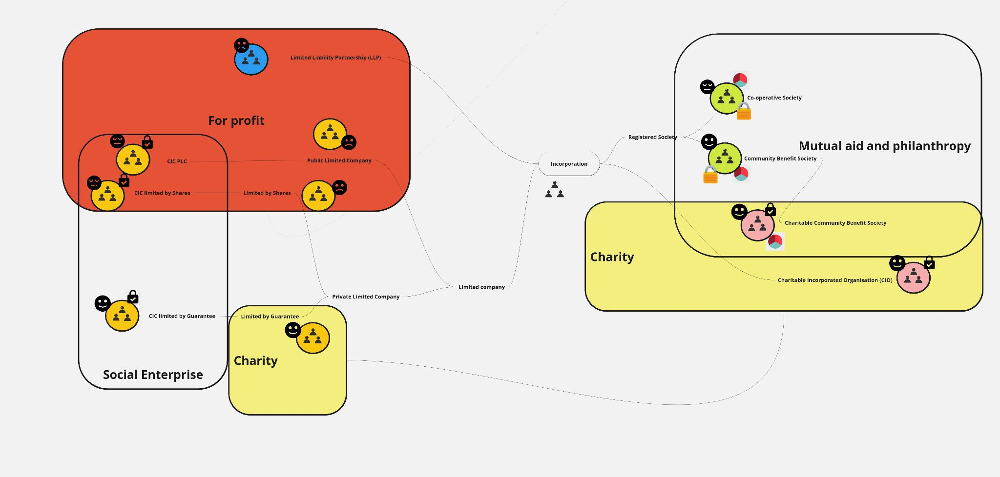 Limited Liability Partnership (LLP)
For profit
CIC PLC
Public Limited Company
CIC limited by Shares
Limited by Shares
Private Limited Company
Limited company
CIC limited by Guarantee
Limited by Guarantee
Charity
Social Enterprise
Incorporation
Registered Society
Co-operative Society
Mutual aid and philanthropy
Community Benefit Society
Charitable Community Benefit Society
Charity
Charitable Incorporated Organisation (CIO)